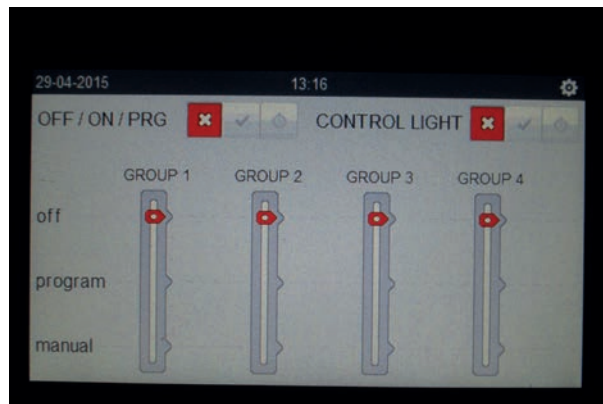 29-04-2015 13:16
OFF / ON / PRG CONTROL LIGHT
GROUP 1 GROUP 2 GROUP 3 GROUP 4
off
program
manual